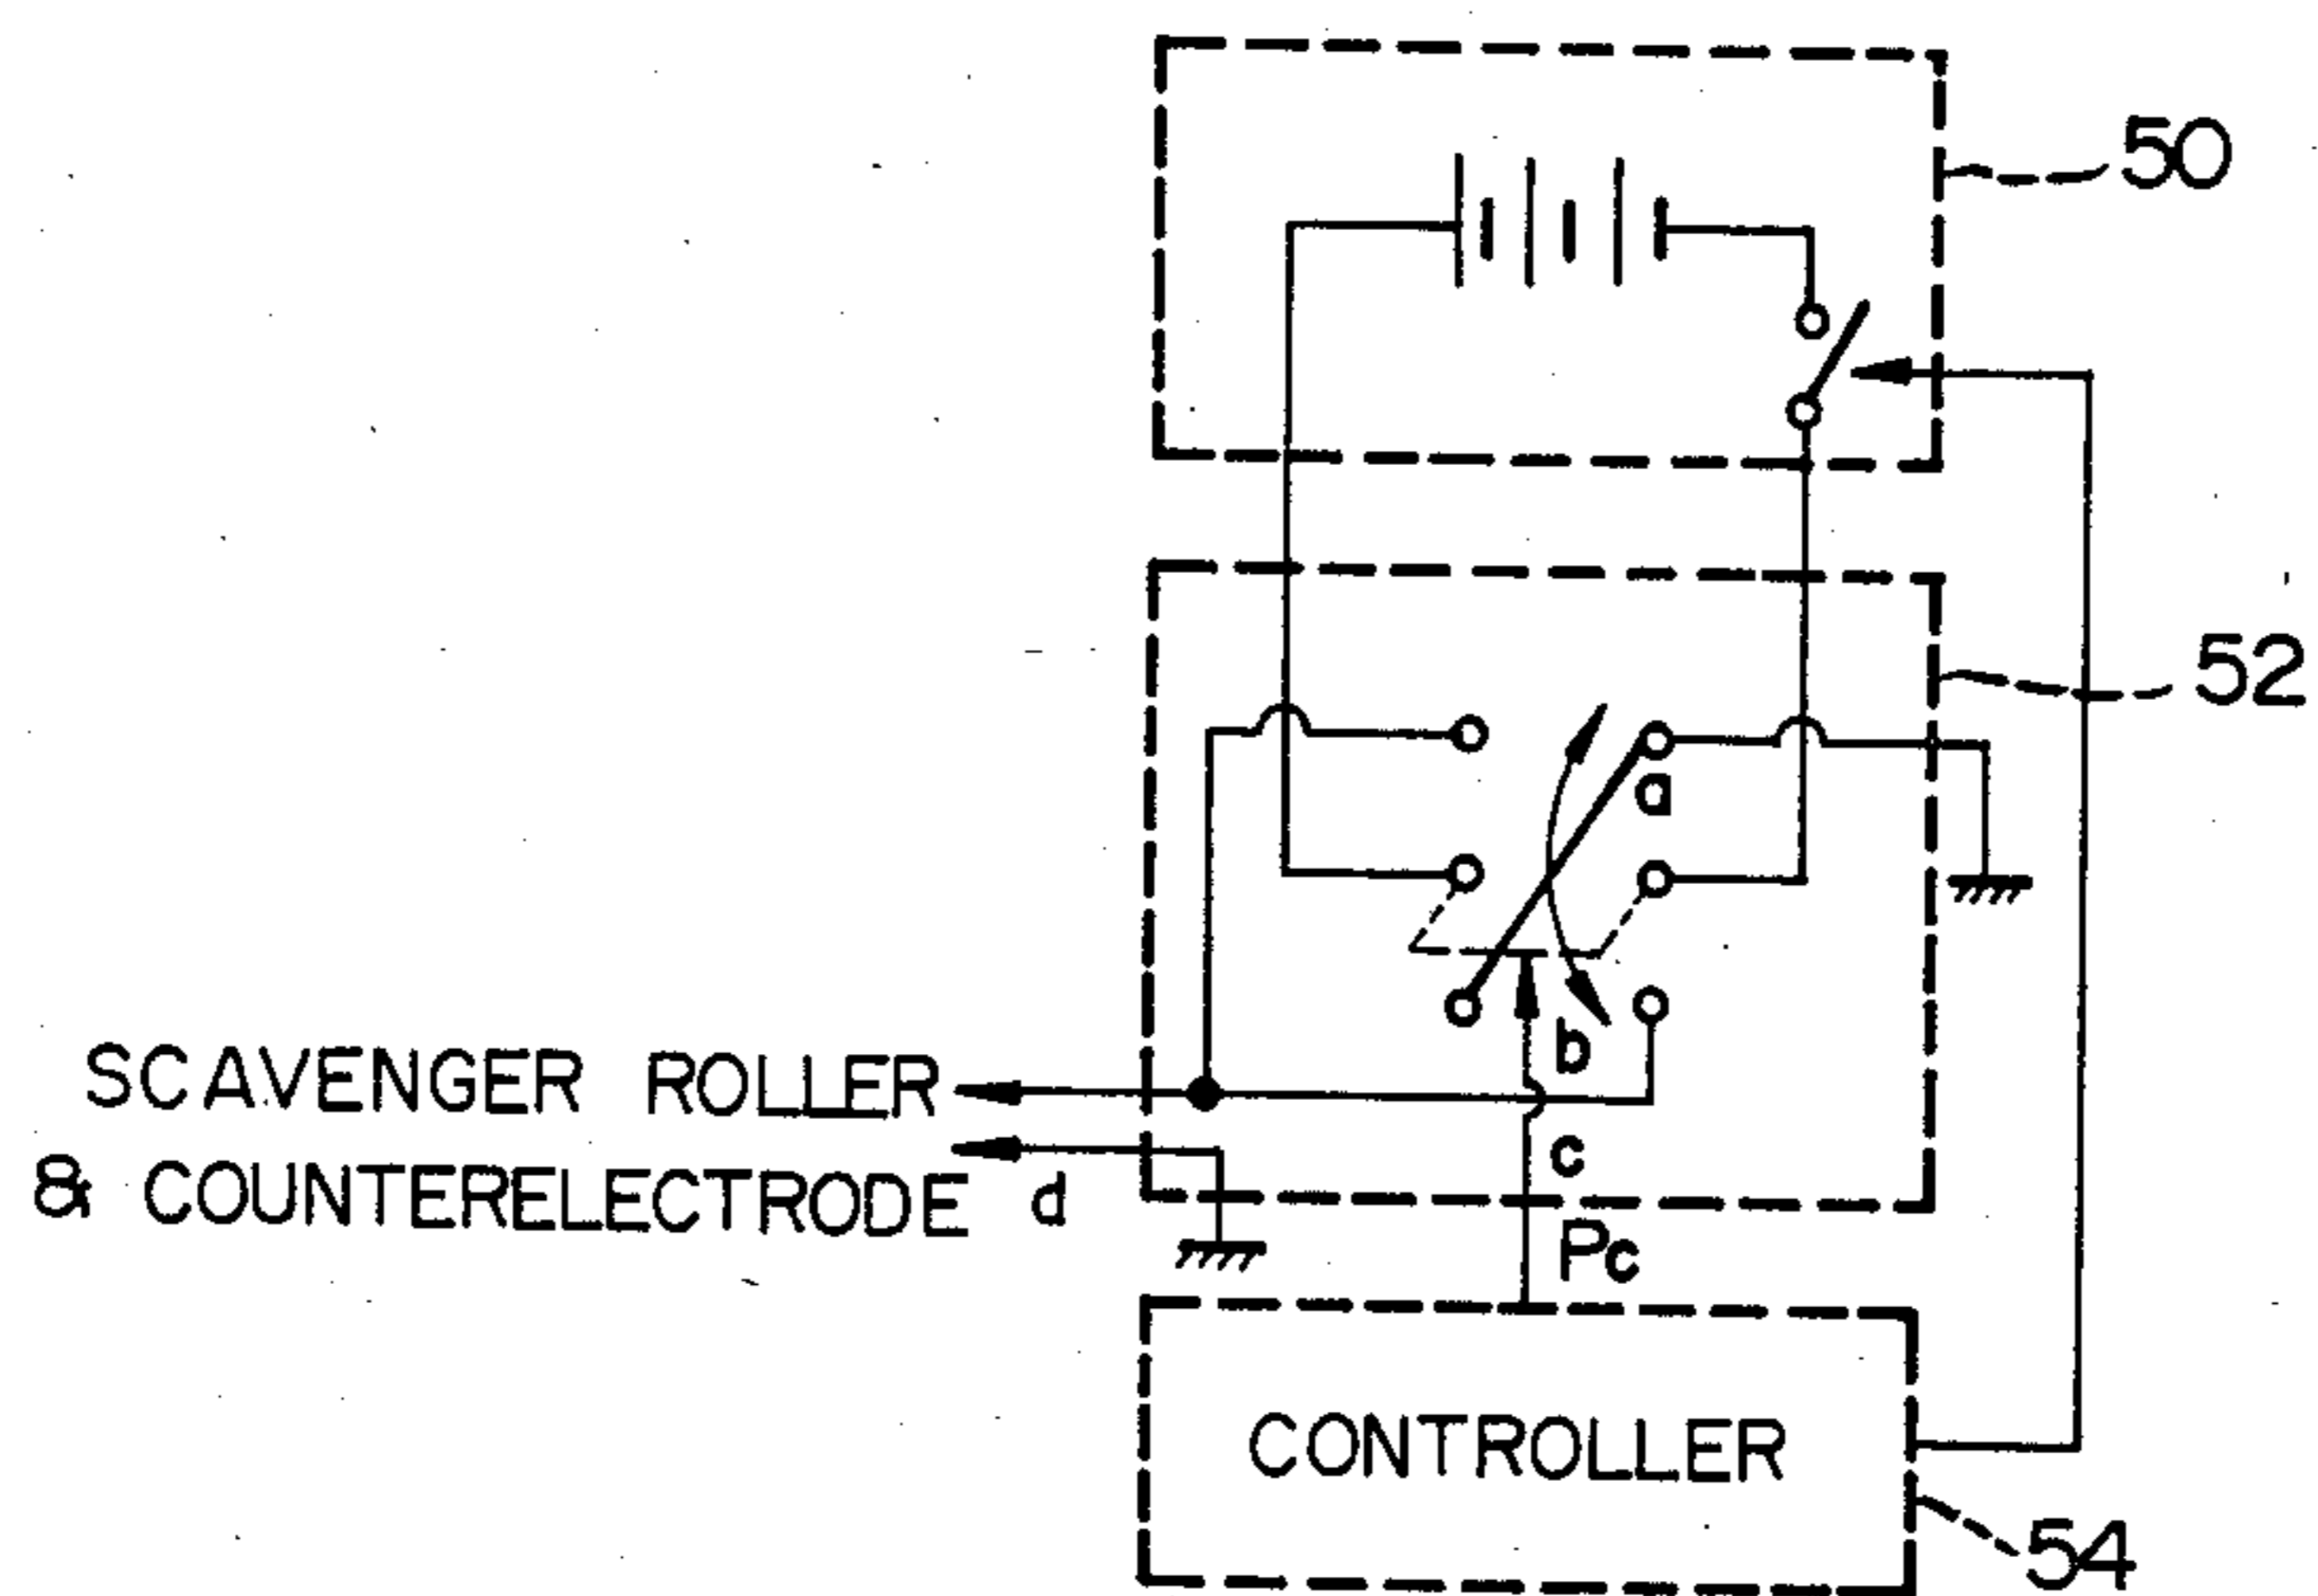 50
52
a
b
SCAVENGER ROLLER
c
& COUNTERELECTRODE
d
Pc
CONTROLLER
54